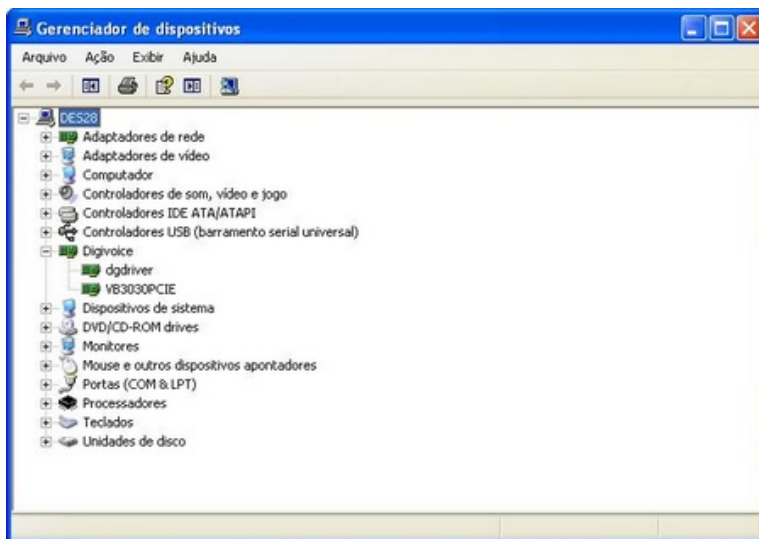 Gerenciador de dispositivos
Arquivo Ação Exibir Ajuda
DES28
Adaptadores de rede
Adaptadores de vídeo
Computador
Controladores de som, vídeo e jogo
Controladores IDE ATA/ATAPI
Controladores USB (barramento serial universal)
Digivoice
dgdriver
VB3030PCIE
Dispositivos de sistema
DVD/CD-ROM drives
Monitores
Mouse e outros dispositivos apontadores
Portas (COM & LPT)
Processadores
Teclados
Unidades de disco